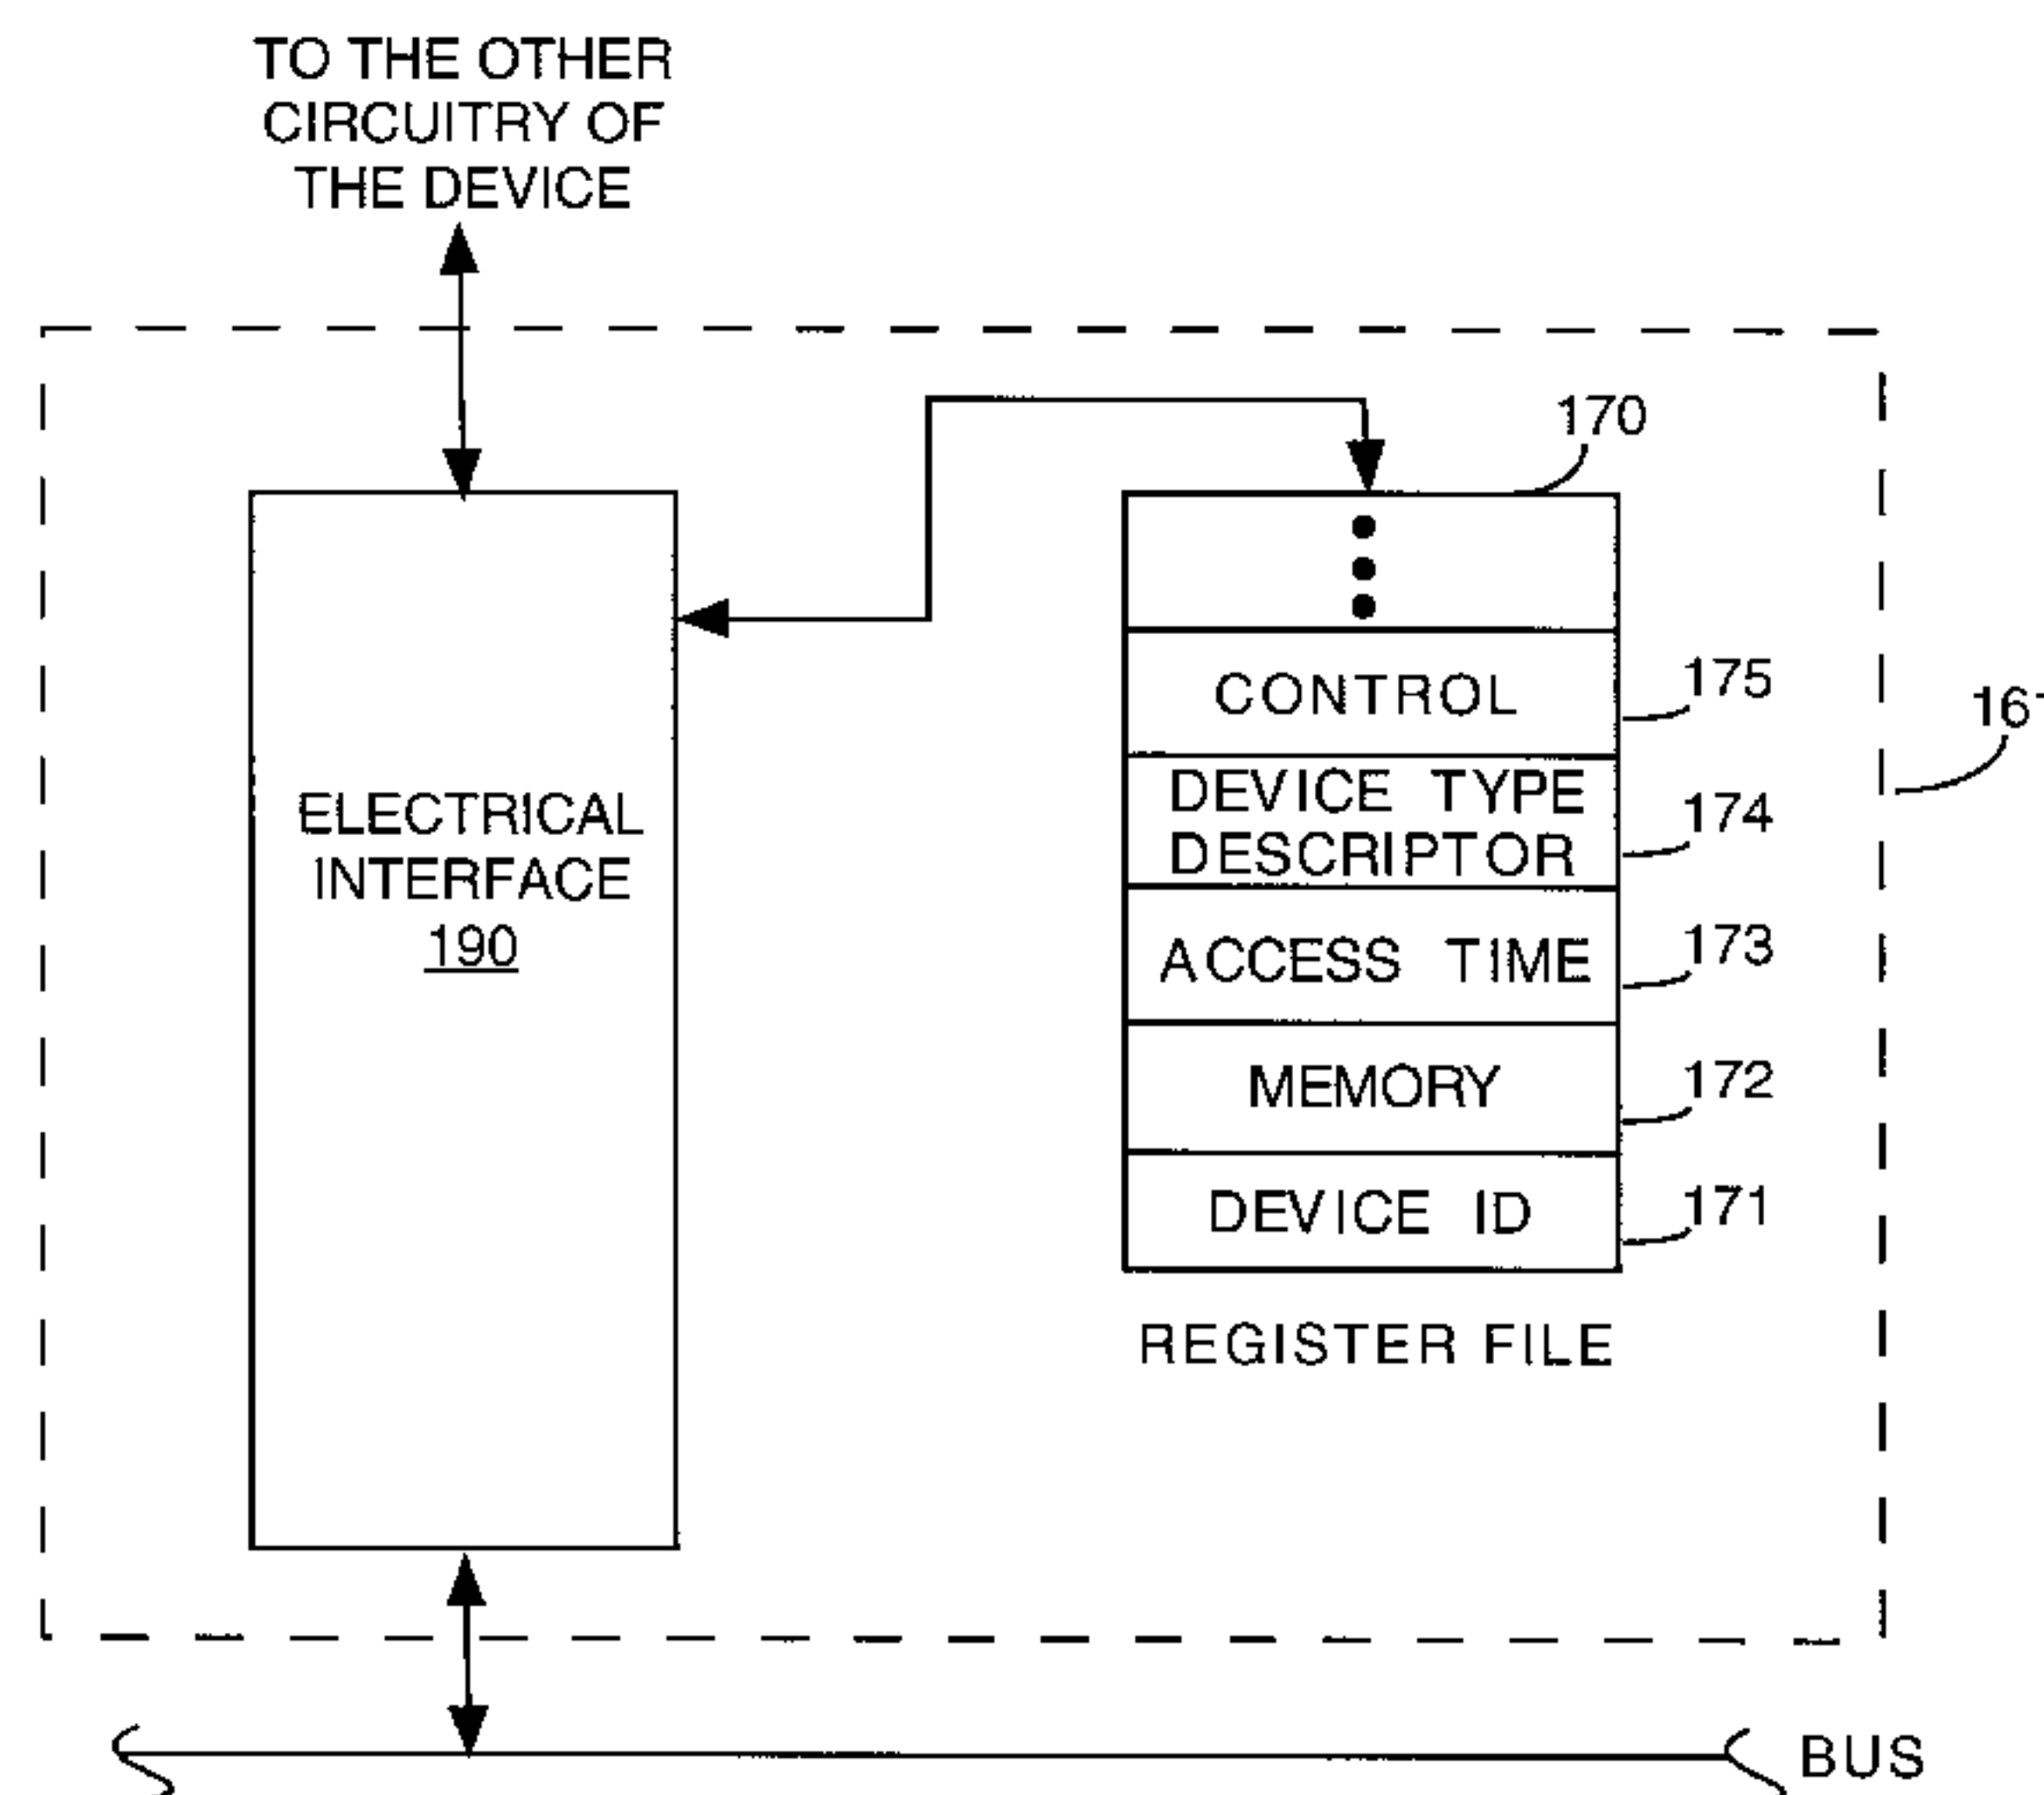 TO THE OTHER
CIRCUITRY OF
THE DEVICE
170
CONTROL
175
DEVICE TYPE
DESCRIPTOR
174
ELECTRICAL
INTERFACE
190
ACCESS TIME
173
MEMORY
172
DEVICE ID
171
REGISTER FILE
BUS